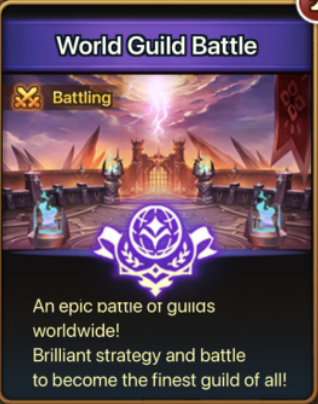 World Guild Battle
Battling
An epic battle of guilds
worldwide!
Brilliant strategy and battle
to become the finest guild of all!